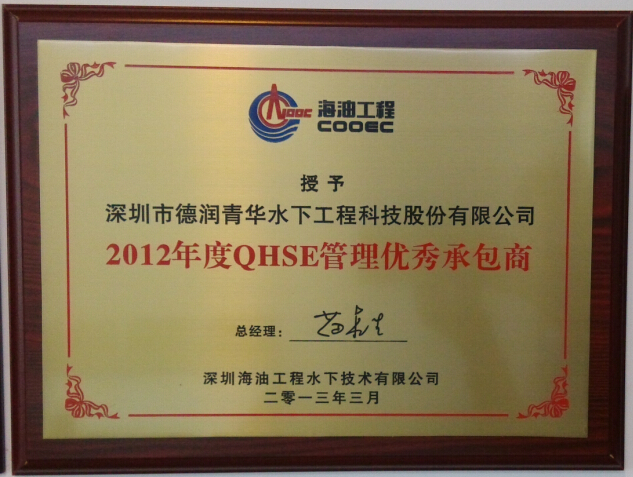 CNOOC
海油工程
COOEC
授予
深圳市德润青华水下工程科技股份有限公司
2012年度QHSE管理优秀承包商
总经理：
深圳海油工程水下技术有限公司
二零一三年三月